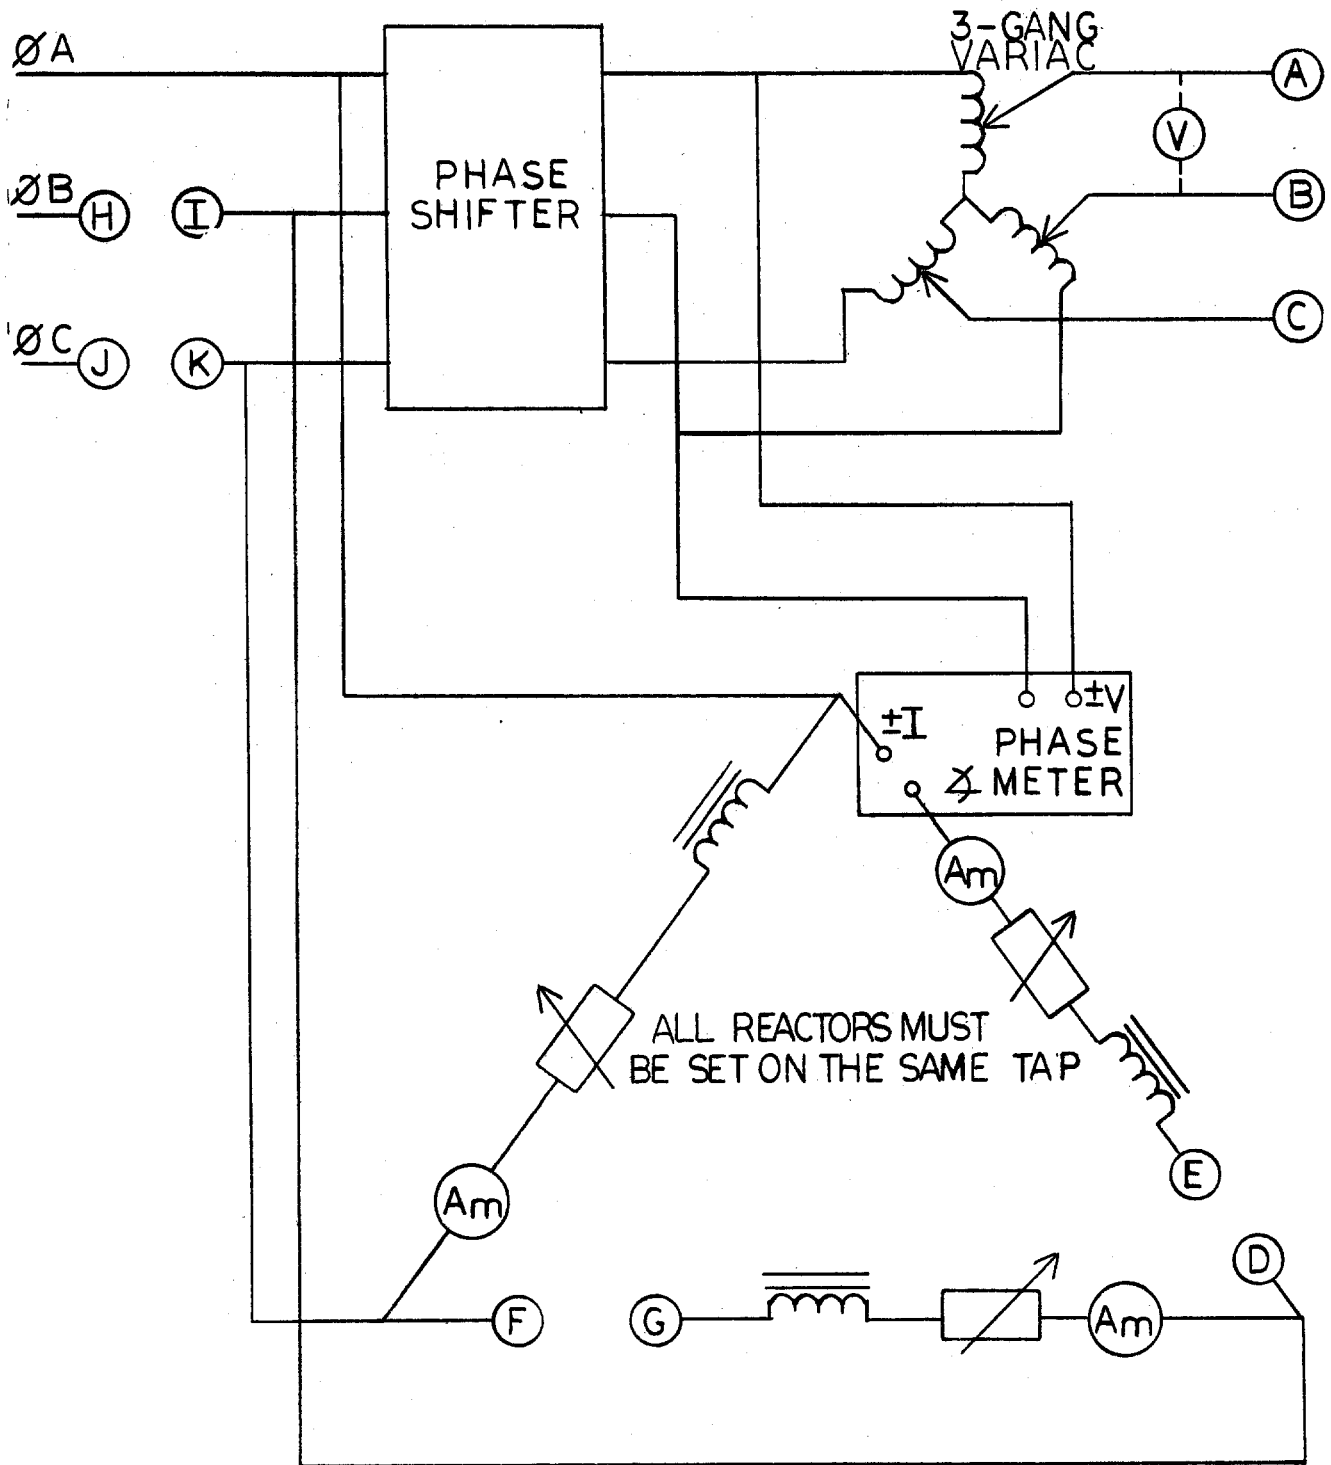 3-GANG
VARIAC
ØA
A
V
PHASE
SHIFTER
ØB
H
I
B
C
ØC
J
K
±V
±I
PHASE
∡ METER
Am
ALL REACTORS MUST
BE SET ON THE SAME TAP
E
Am
D
F
G
Am